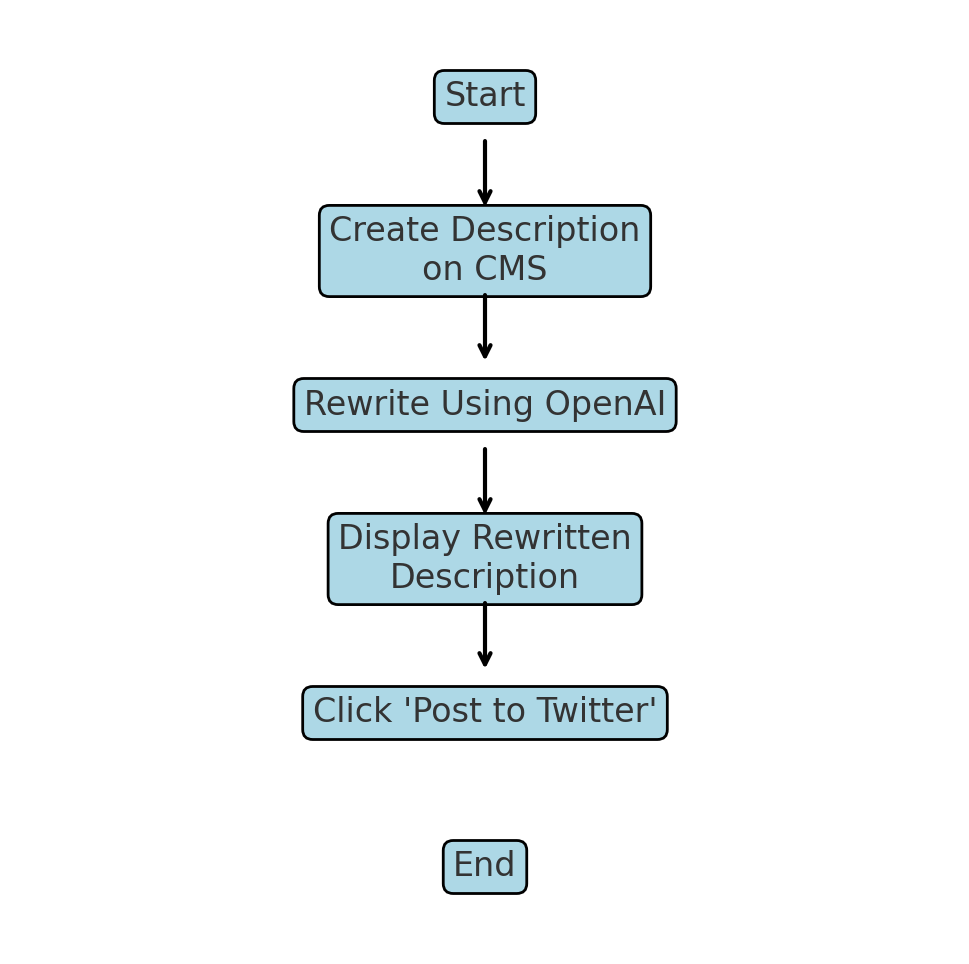 Start
Create Description
on CMS
Rewrite Using OpenAI
Display Rewritten
Description
Click 'Post to Twitter'
End